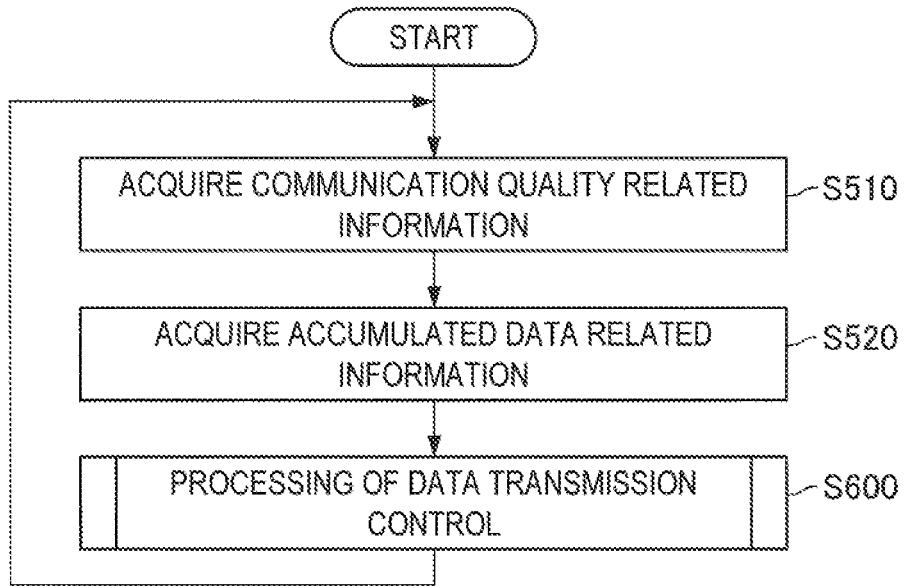 START
ACQUIRE COMMUNICATION QUALITY RELATED
INFORMATION
S510
ACQUIRE ACCUMULATED DATA RELATED
INFORMATION
S520
PROCESSING OF DATA TRANSMISSION
CONTROL
S600